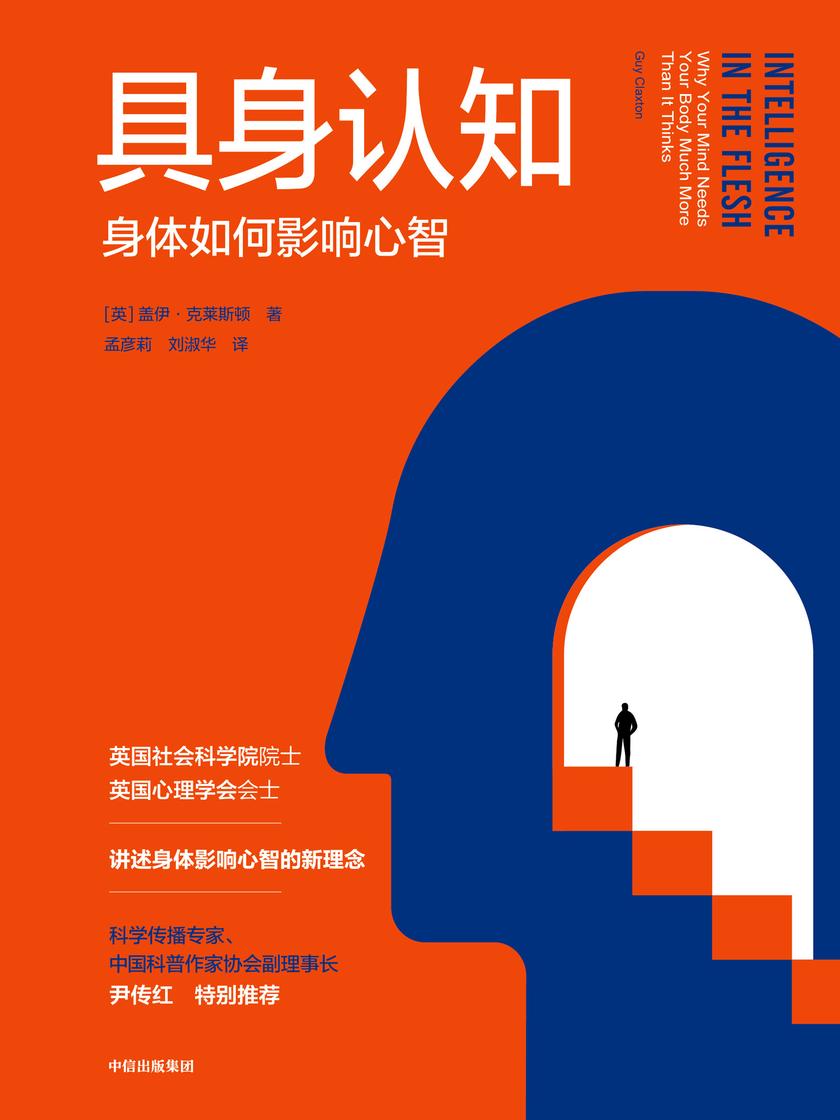 具身认知
身体如何影响心智
[英] 盖伊·克莱斯顿 著
孟彦莉 刘淑华 译
INTELLIGENCE
IN THE FLESH
Why Your Mind Needs
Your Body Much More
Than It Thinks
Guy Claxton
英国社会科学院院士
英国心理学会会士
讲述身体影响心智的新理念
科学传播专家、
中国科普作家协会副理事长
尹传红 特别推荐
中信出版集团